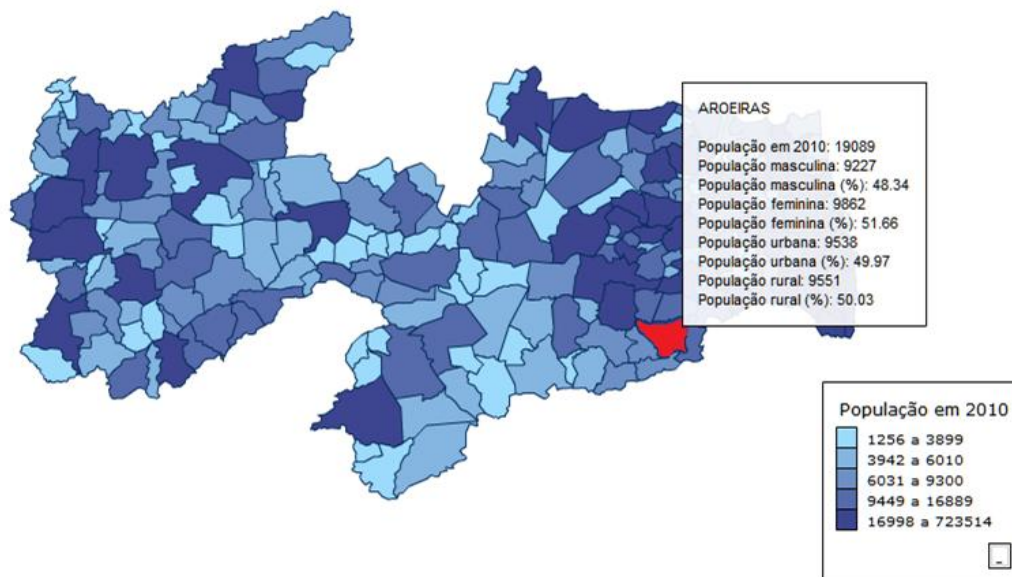 AROEIRAS
População em 2010: 19089
População masculina: 9227
População masculina (%): 48.34
População feminina: 9862
População feminina (%): 51.66
População urbana: 9538
População urbana (%): 49.97
População rural: 9551
População rural (%): 50.03
População em 2010
1256 a 3899
3942 a 6010
6031 a 9300
9449 a 16889
16998 a 723514
-